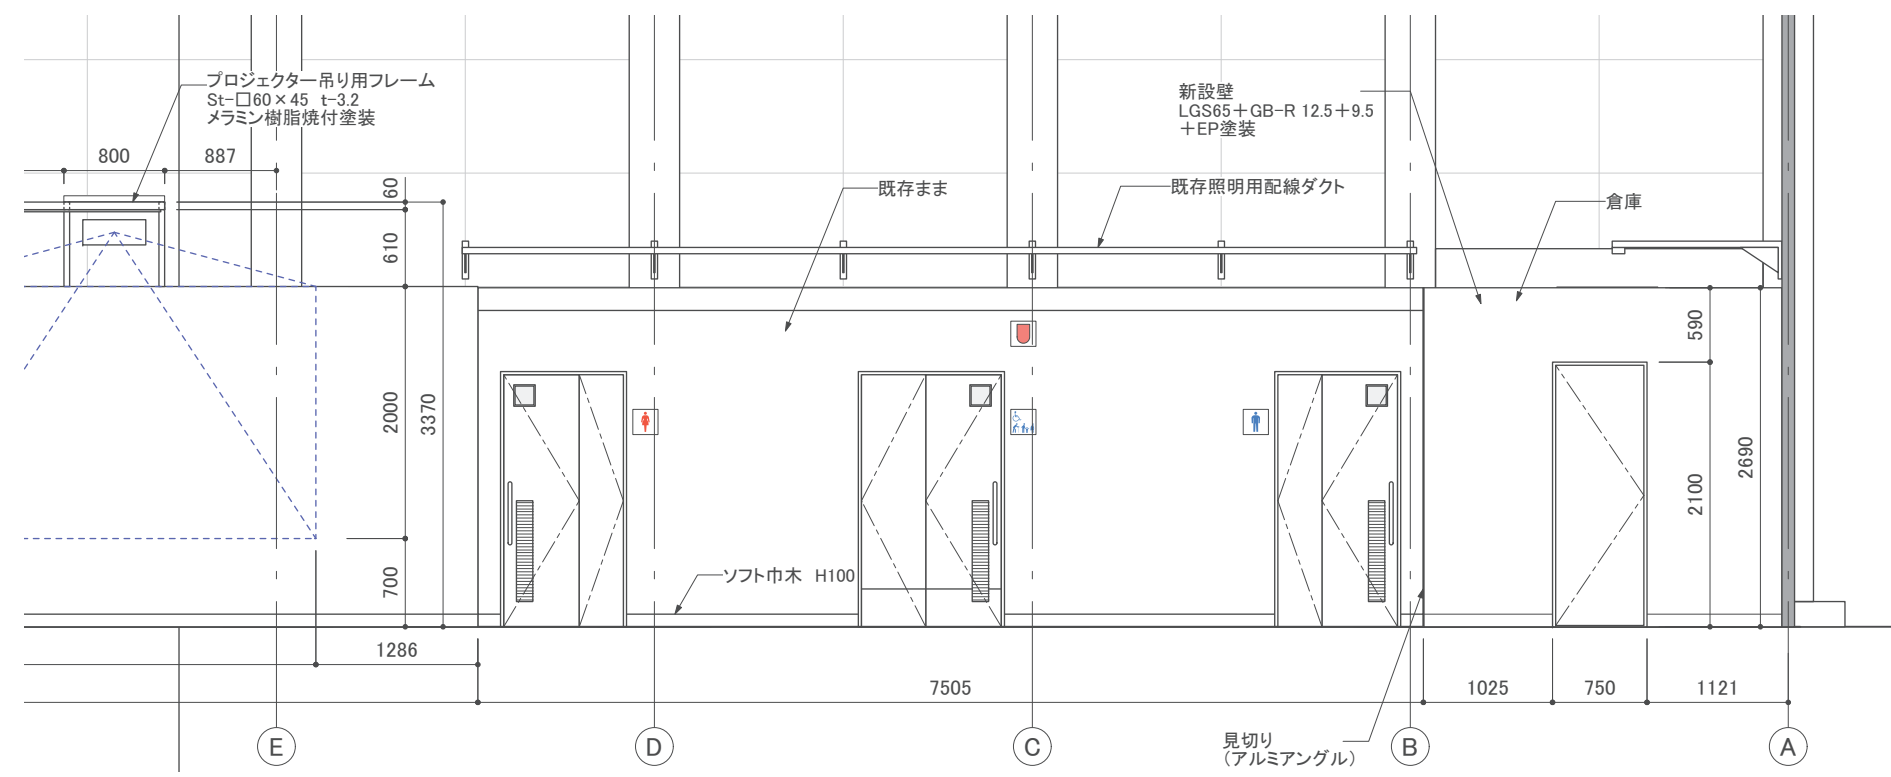 プロジェクター吊り用フレーム
St-□60×45 t-3.2
メラミン樹脂焼付塗装
新設壁
LGS65+GB-R 12.5+9.5
+EP塗装
800
887
60
既存まま
既存照明用配線ダクト
倉庫
610
590
2000
3370
2690
2100
700
ソフト巾木 H100
1286
7505
1025
750
1121
見切り
(アルミアングル)
E
D
C
B
A